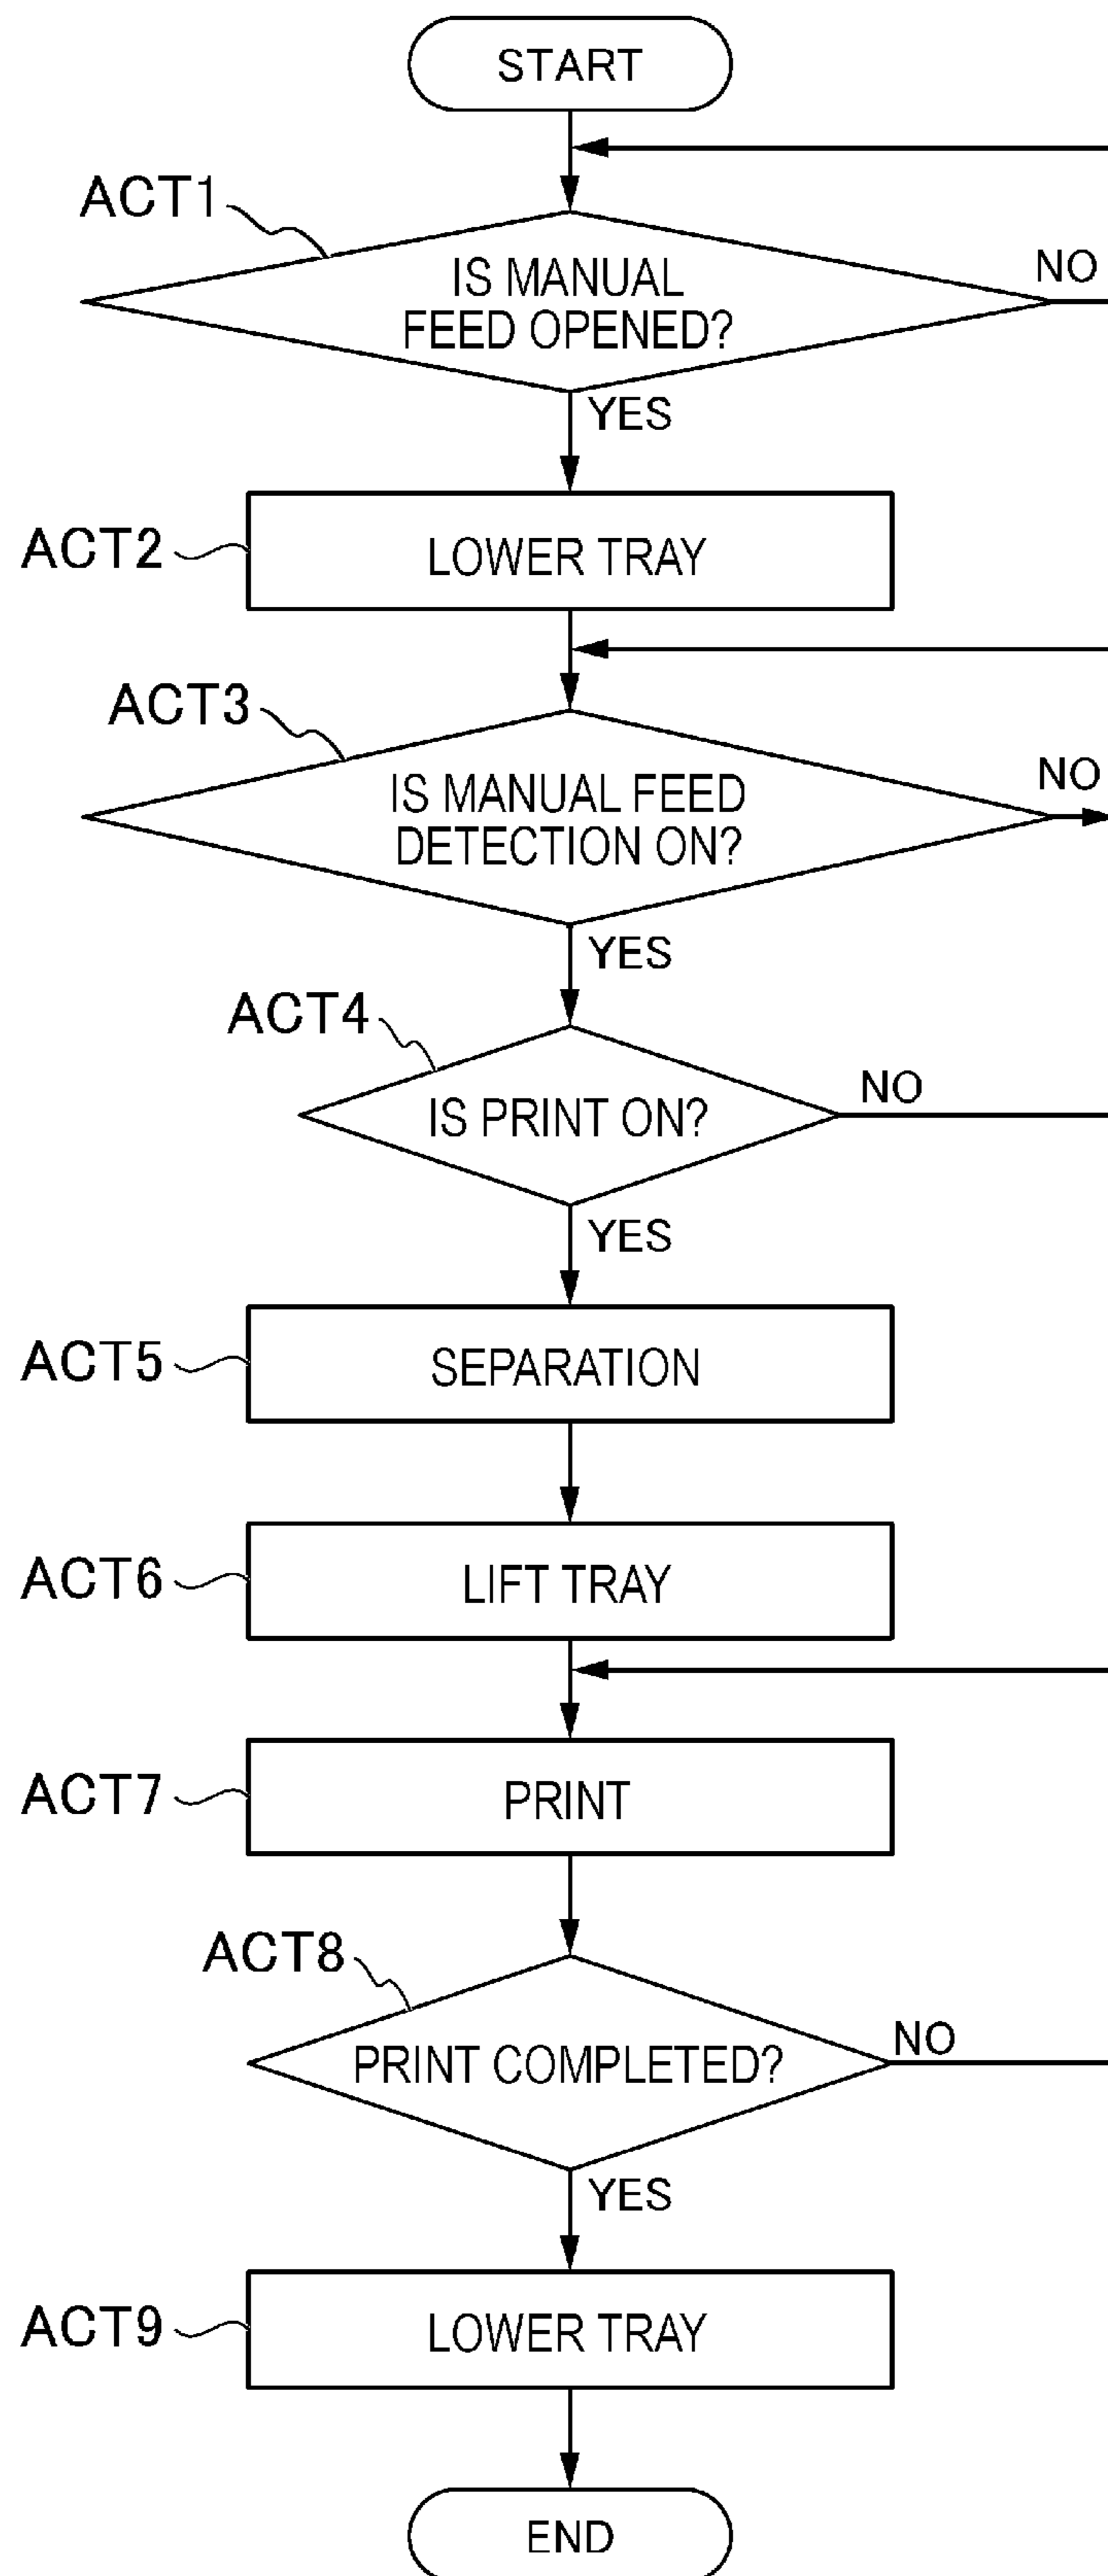 START
ACT1
IS MANUAL
FEED OPENED?
NO
YES
ACT2
LOWER TRAY
ACT3
IS MANUAL FEED
DETECTION ON?
NO
YES
ACT4
IS PRINT ON?
NO
YES
ACT5
SEPARATION
ACT6
LIFT TRAY
ACT7
PRINT
ACT8
PRINT COMPLETED?
NO
YES
ACT9
LOWER TRAY
END